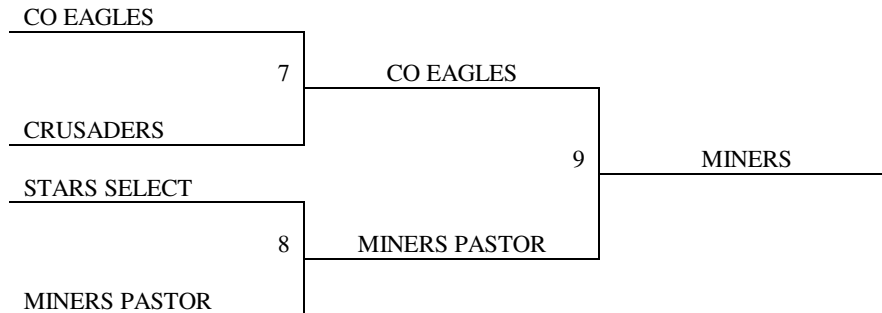 CO EAGLES
7 CO EAGLES
CRUSADERS
9 MINERS
STARS SELECT
8 MINERS PASTOR
MINERS PASTOR